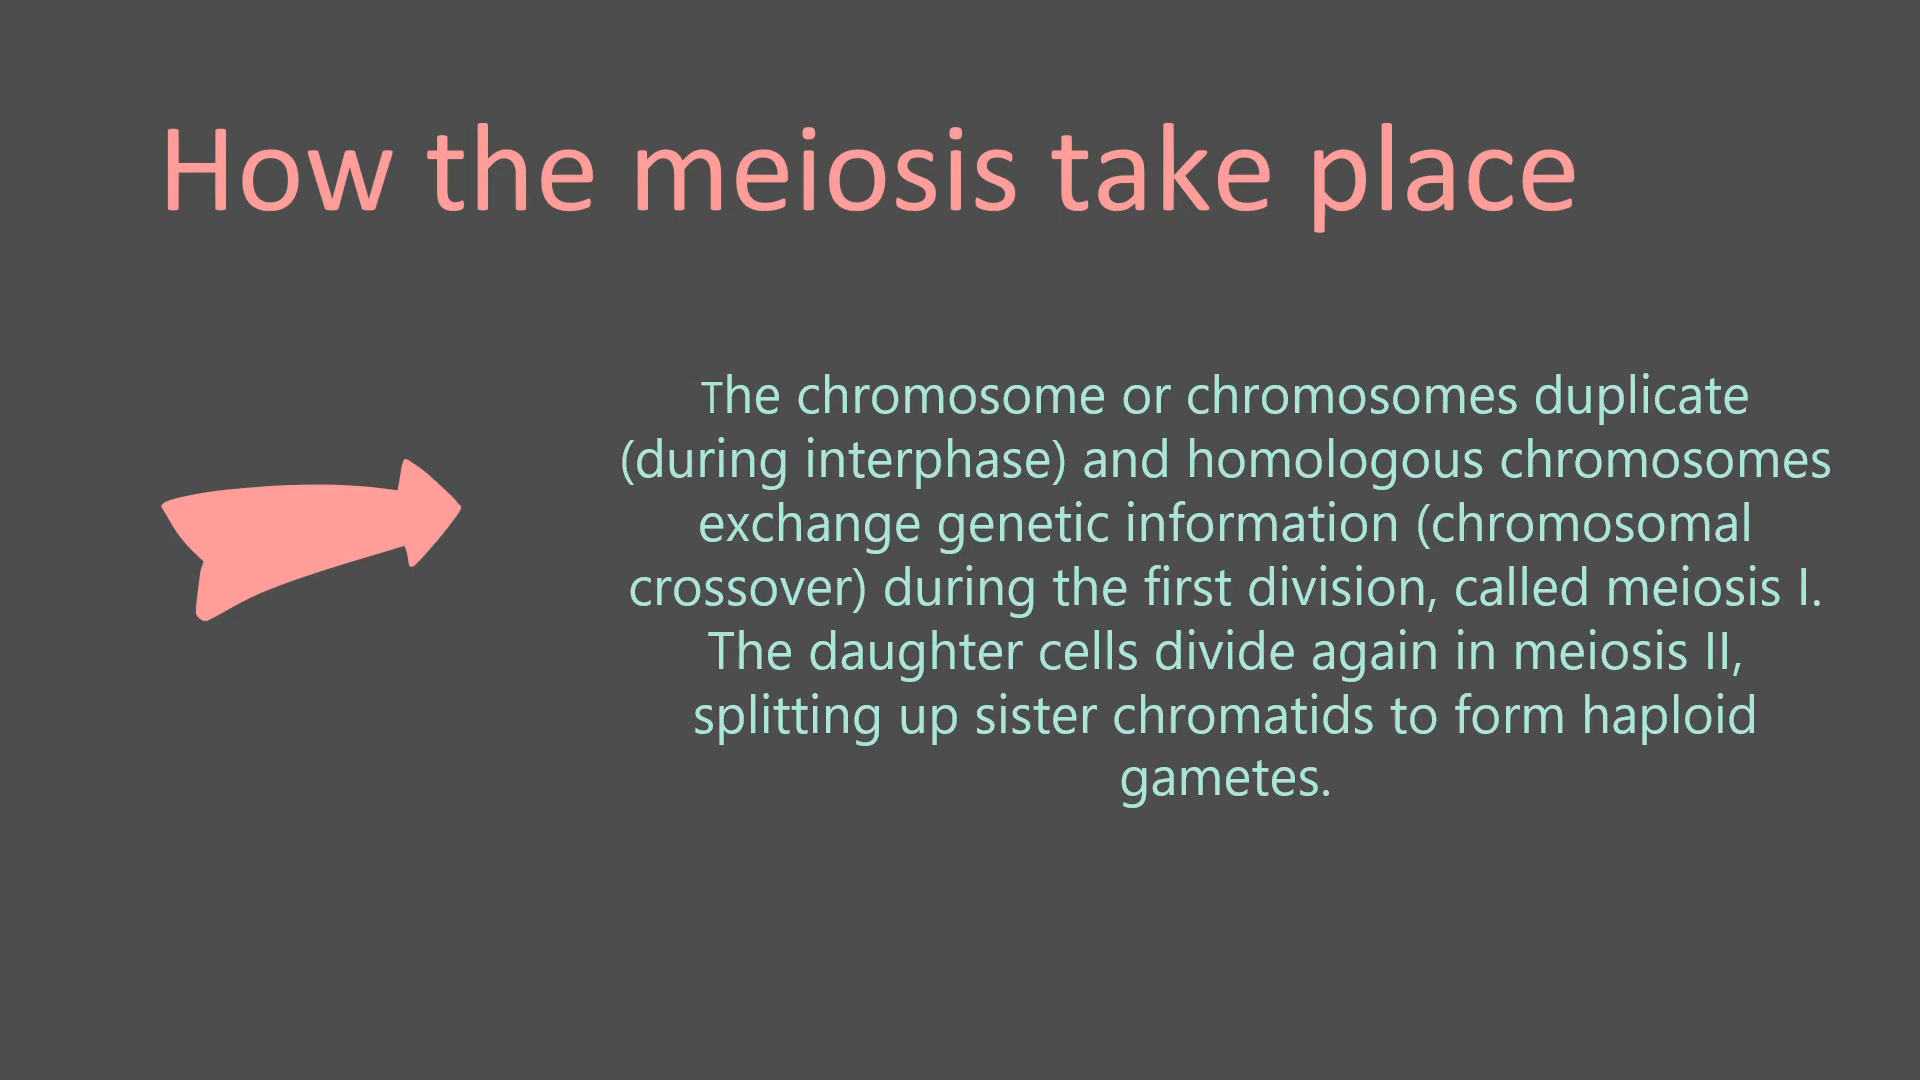 How the meiosis take place
The chromosome or chromosomes duplicate
(during interphase) and homologous chromosomes
exchange genetic information (chromosomal
crossover) during the first division, called meiosis I.
The daughter cells divide again in meiosis II,
splitting up sister chromatids to form haploid
gametes.